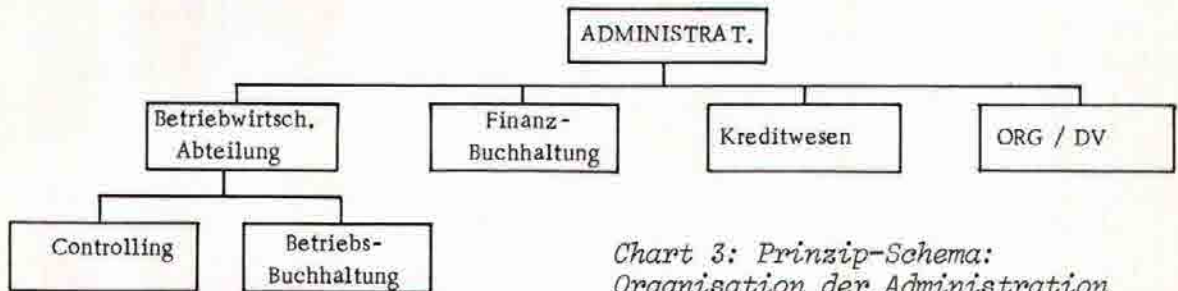 ADMINISTRAT.
Betriebwirtsch.
Abteilung
Finanz-
Buchhaltung
Kreditwesen
ORG / DV
Controlling
Betriebs-
Buchhaltung
Chart 3: Prinzip-Schema:
Organisation der Administration